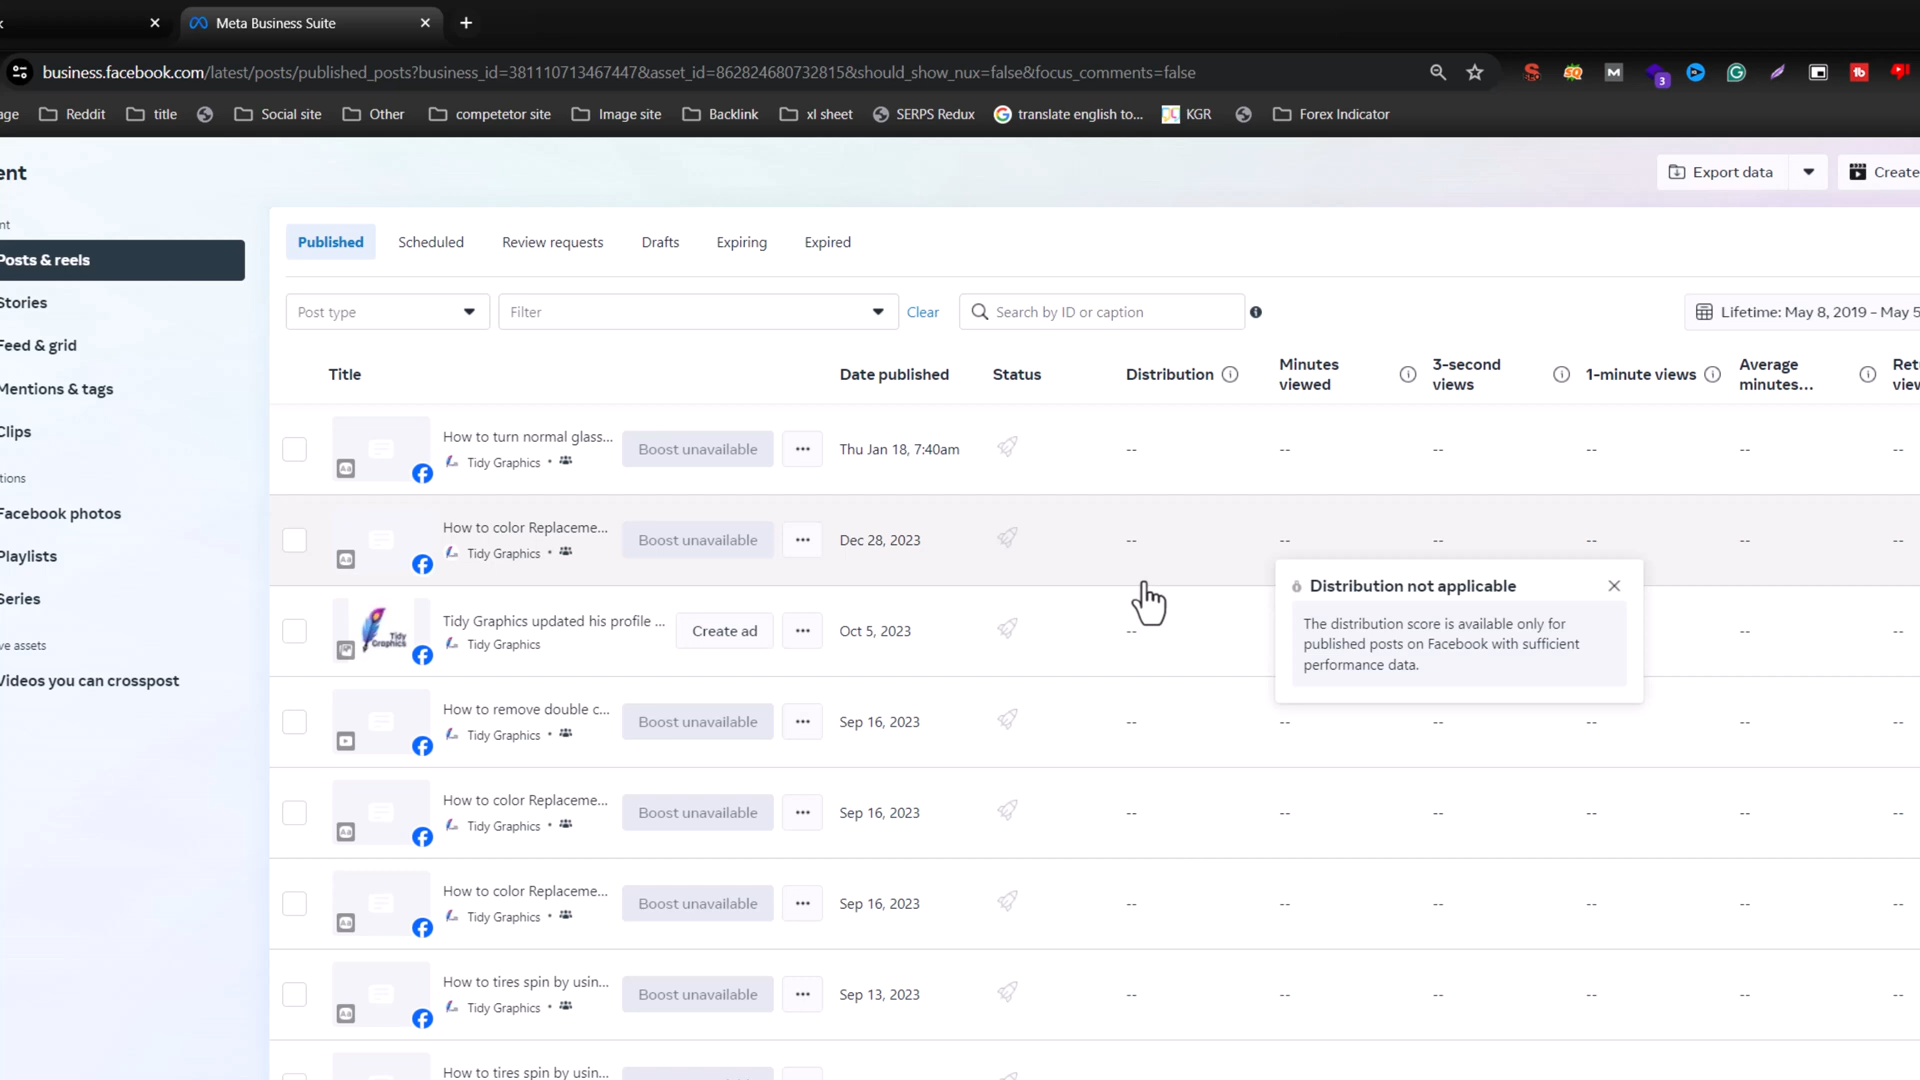 Meta Business Suite
business.facebook.com/latest/posts/published_posts?business_id=381110713467447&asset_id=862824680732815&should_show_nux=false&focus_comments=false
3
age Reddit title Social site Other competetor site Image site Backlink xl sheet SERPS Redux translate english to... KGR Forex Indicator
ent
Export data
Create
nt
Posts & reels
Stories
Feed & grid
Mentions & tags
Clips
tions
Facebook photos
Playlists
Series
ve assets
Videos you can crosspost
Published Scheduled Review requests Drafts Expiring Expired
Post type Filter Clear Search by ID or caption Lifetime: May 8, 2019 – May 5
Title Date published Status Distribution Minutes viewed 3-second views 1-minute views Average minutes...
How to turn normal glass... Boost unavailable ... Thu Jan 18, 7:40am -- -- -- -- -- --
Tidy Graphics •
How to color Replaceme... Boost unavailable ... Dec 28, 2023 -- -- -- -- -- --
Tidy Graphics •
Distribution not applicable
The distribution score is available only for
published posts on Facebook with sufficient
performance data.
Tidy Graphics updated his profile ... Create ad ... Oct 5, 2023 -- -- --
Tidy Graphics
How to remove double c... Boost unavailable ... Sep 16, 2023 -- -- -- -- -- --
Tidy Graphics •
How to color Replaceme... Boost unavailable ... Sep 16, 2023 -- -- -- -- -- --
Tidy Graphics •
How to color Replaceme... Boost unavailable ... Sep 16, 2023 -- -- -- -- -- --
Tidy Graphics •
How to tires spin by usin... Boost unavailable ... Sep 13, 2023 -- -- -- -- -- --
Tidy Graphics •
How to tires spin by usin...